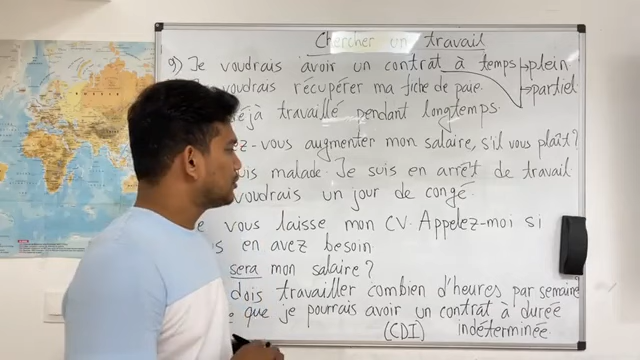 Chercher un travail
9) Je voudrais avoir un contrat à temps plein
partiel
voudrais récupérer ma fiche de paie.
déjà travaillé pendant longtemps.
-vous augmenter mon salaire, s'il vous plaît?
malade. Je suis en arrêt de travail
voudrais un jour de congé.
vous laisse mon CV. Appelez-moi si
en avez besoin
sera mon salaire?
dois travailler combien d'heures par semaine
que je pourrais avoir un contrat à durée
(CDI) indéterminée